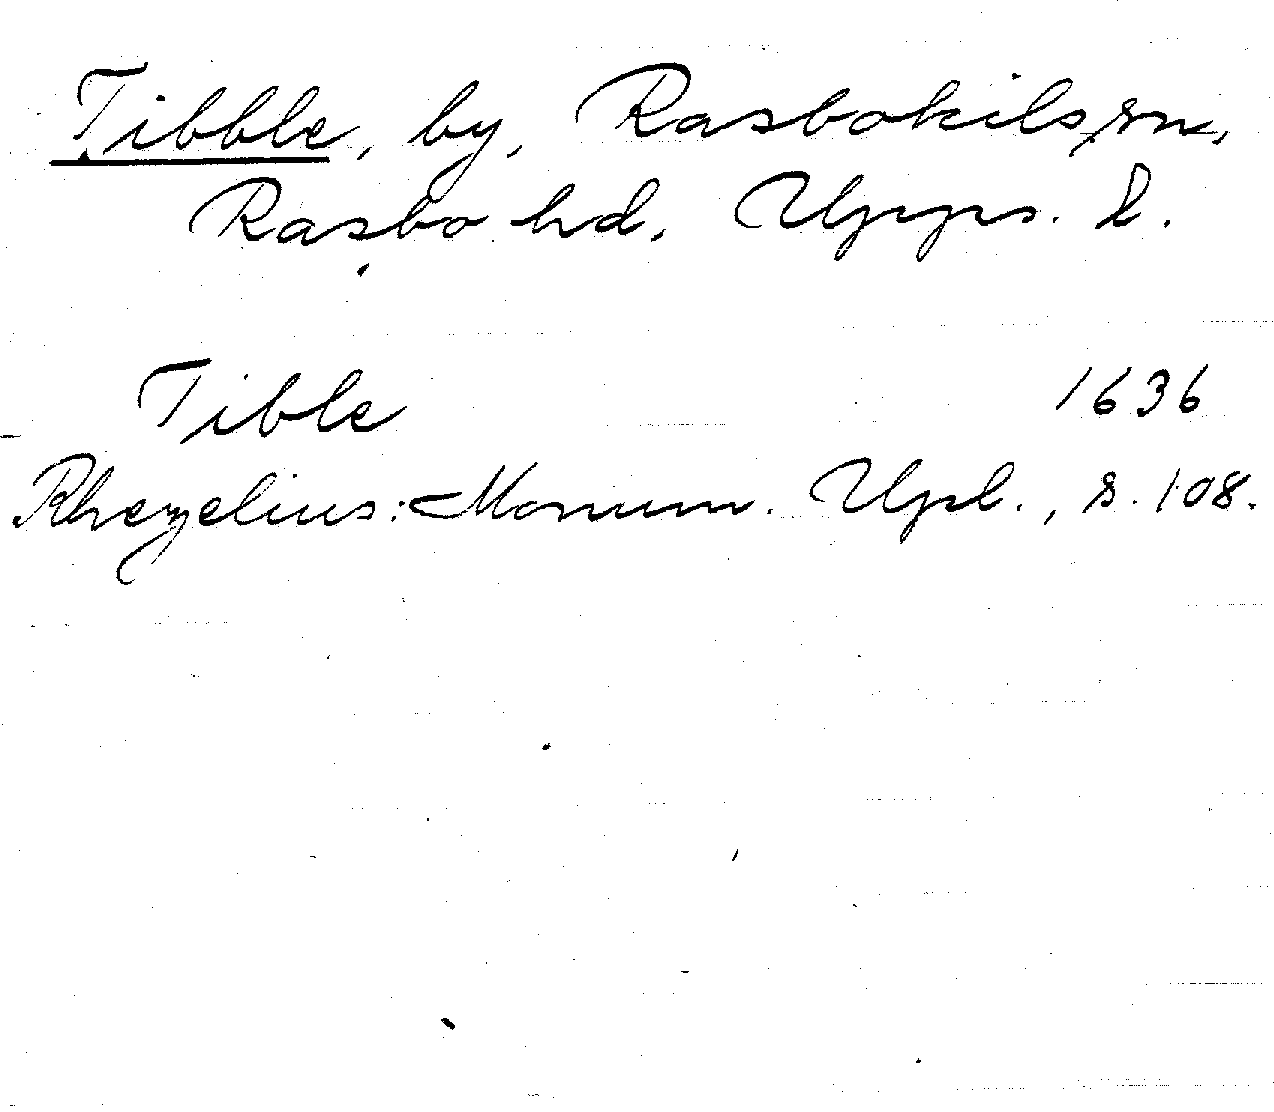 Tibble, by, Rasbokils sn,
Rasbo hd, Upps. l.
Tible 1636
Rhezelius: Monum. Upl., s. 108.